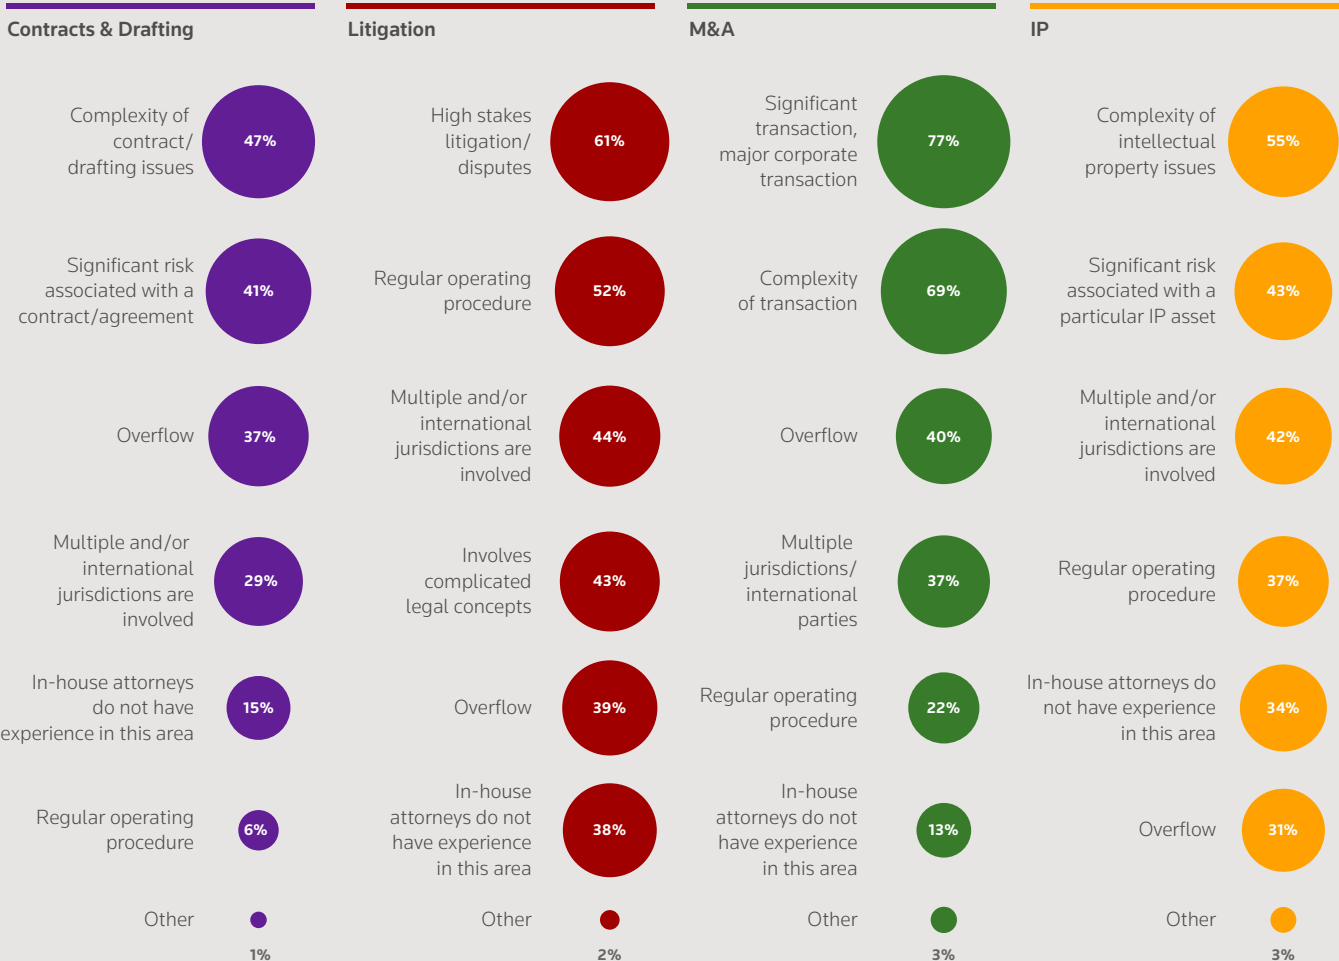 Contracts & Drafting
Complexity of
contract/
drafting issues
47%
Significant risk
associated with a
contract/agreement
41%
Overflow
37%
Multiple and/or
international
jurisdictions are
involved
29%
In-house attorneys
do not have
experience in this area
15%
Regular operating
procedure
6%
Other
1%
Litigation
High stakes
litigation/
disputes
61%
Regular operating
procedure
52%
Multiple and/or
international
jurisdictions are
involved
44%
Involves
complicated
legal concepts
43%
Overflow
39%
In-house
attorneys do not
have experience
in this area
38%
Other
2%
M&A
Significant
transaction,
major corporate
transaction
77%
Complexity
of transaction
69%
Overflow
40%
Multiple
jurisdictions/
international
parties
37%
Regular operating
procedure
22%
In-house
attorneys do not
have experience
in this area
13%
Other
3%
IP
Complexity of
intellectual
property issues
55%
Significant risk
associated with a
particular IP asset
43%
Multiple and/or
international
jurisdictions are
involved
42%
Regular operating
procedure
37%
In-house attorneys do
not have experience
in this area
34%
Overflow
31%
Other
3%